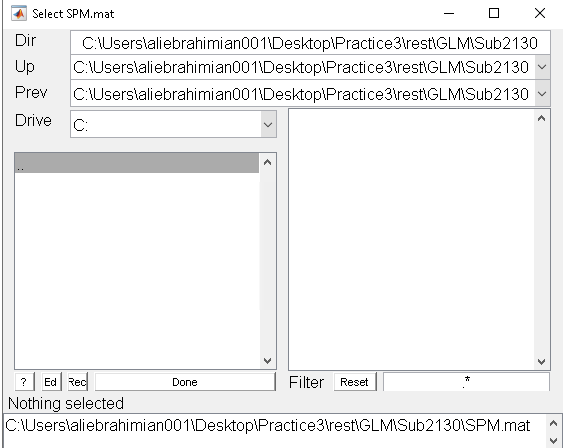 Select SPM.mat
Dir C:\Users\aliebrahimian001\Desktop\Practice3\rest\GLM\Sub2130
Up C:\Users\aliebrahimian001\Desktop\Practice3\rest\GLM\Sub2130
Prev C:\Users\aliebrahimian001\Desktop\Practice3\rest\GLM\Sub2130
Drive C:
..
? Ed Rec Done Filter Reset .*
Nothing selected
C:\Users\aliebrahimian001\Desktop\Practice3\rest\GLM\Sub2130\SPM.mat